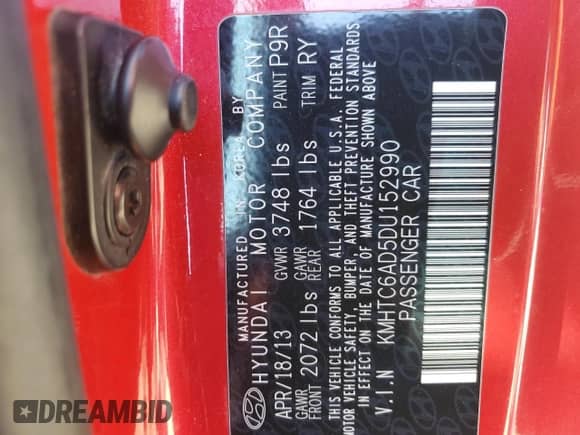 MANUFACTURED IN KOREA BY
HYUNDAI MOTOR COMPANY
APR/18/13 GVWR 3748 lbs PAINT P9R
FRONT 2072 lbs GAWR REAR 1764 lbs TRIM RY
THIS VEHICLE CONFORMS TO ALL APPLICABLE U.S.A. FEDERAL
MOTOR VEHICLE SAFETY, BUMPER, AND THEFT PREVENTION STANDARDS
IN EFFECT ON THE DATE OF MANUFACTURE SHOWN ABOVE
V.I.N KMHTC6AD5DU152990
PASSENGER CAR
DREAMBID